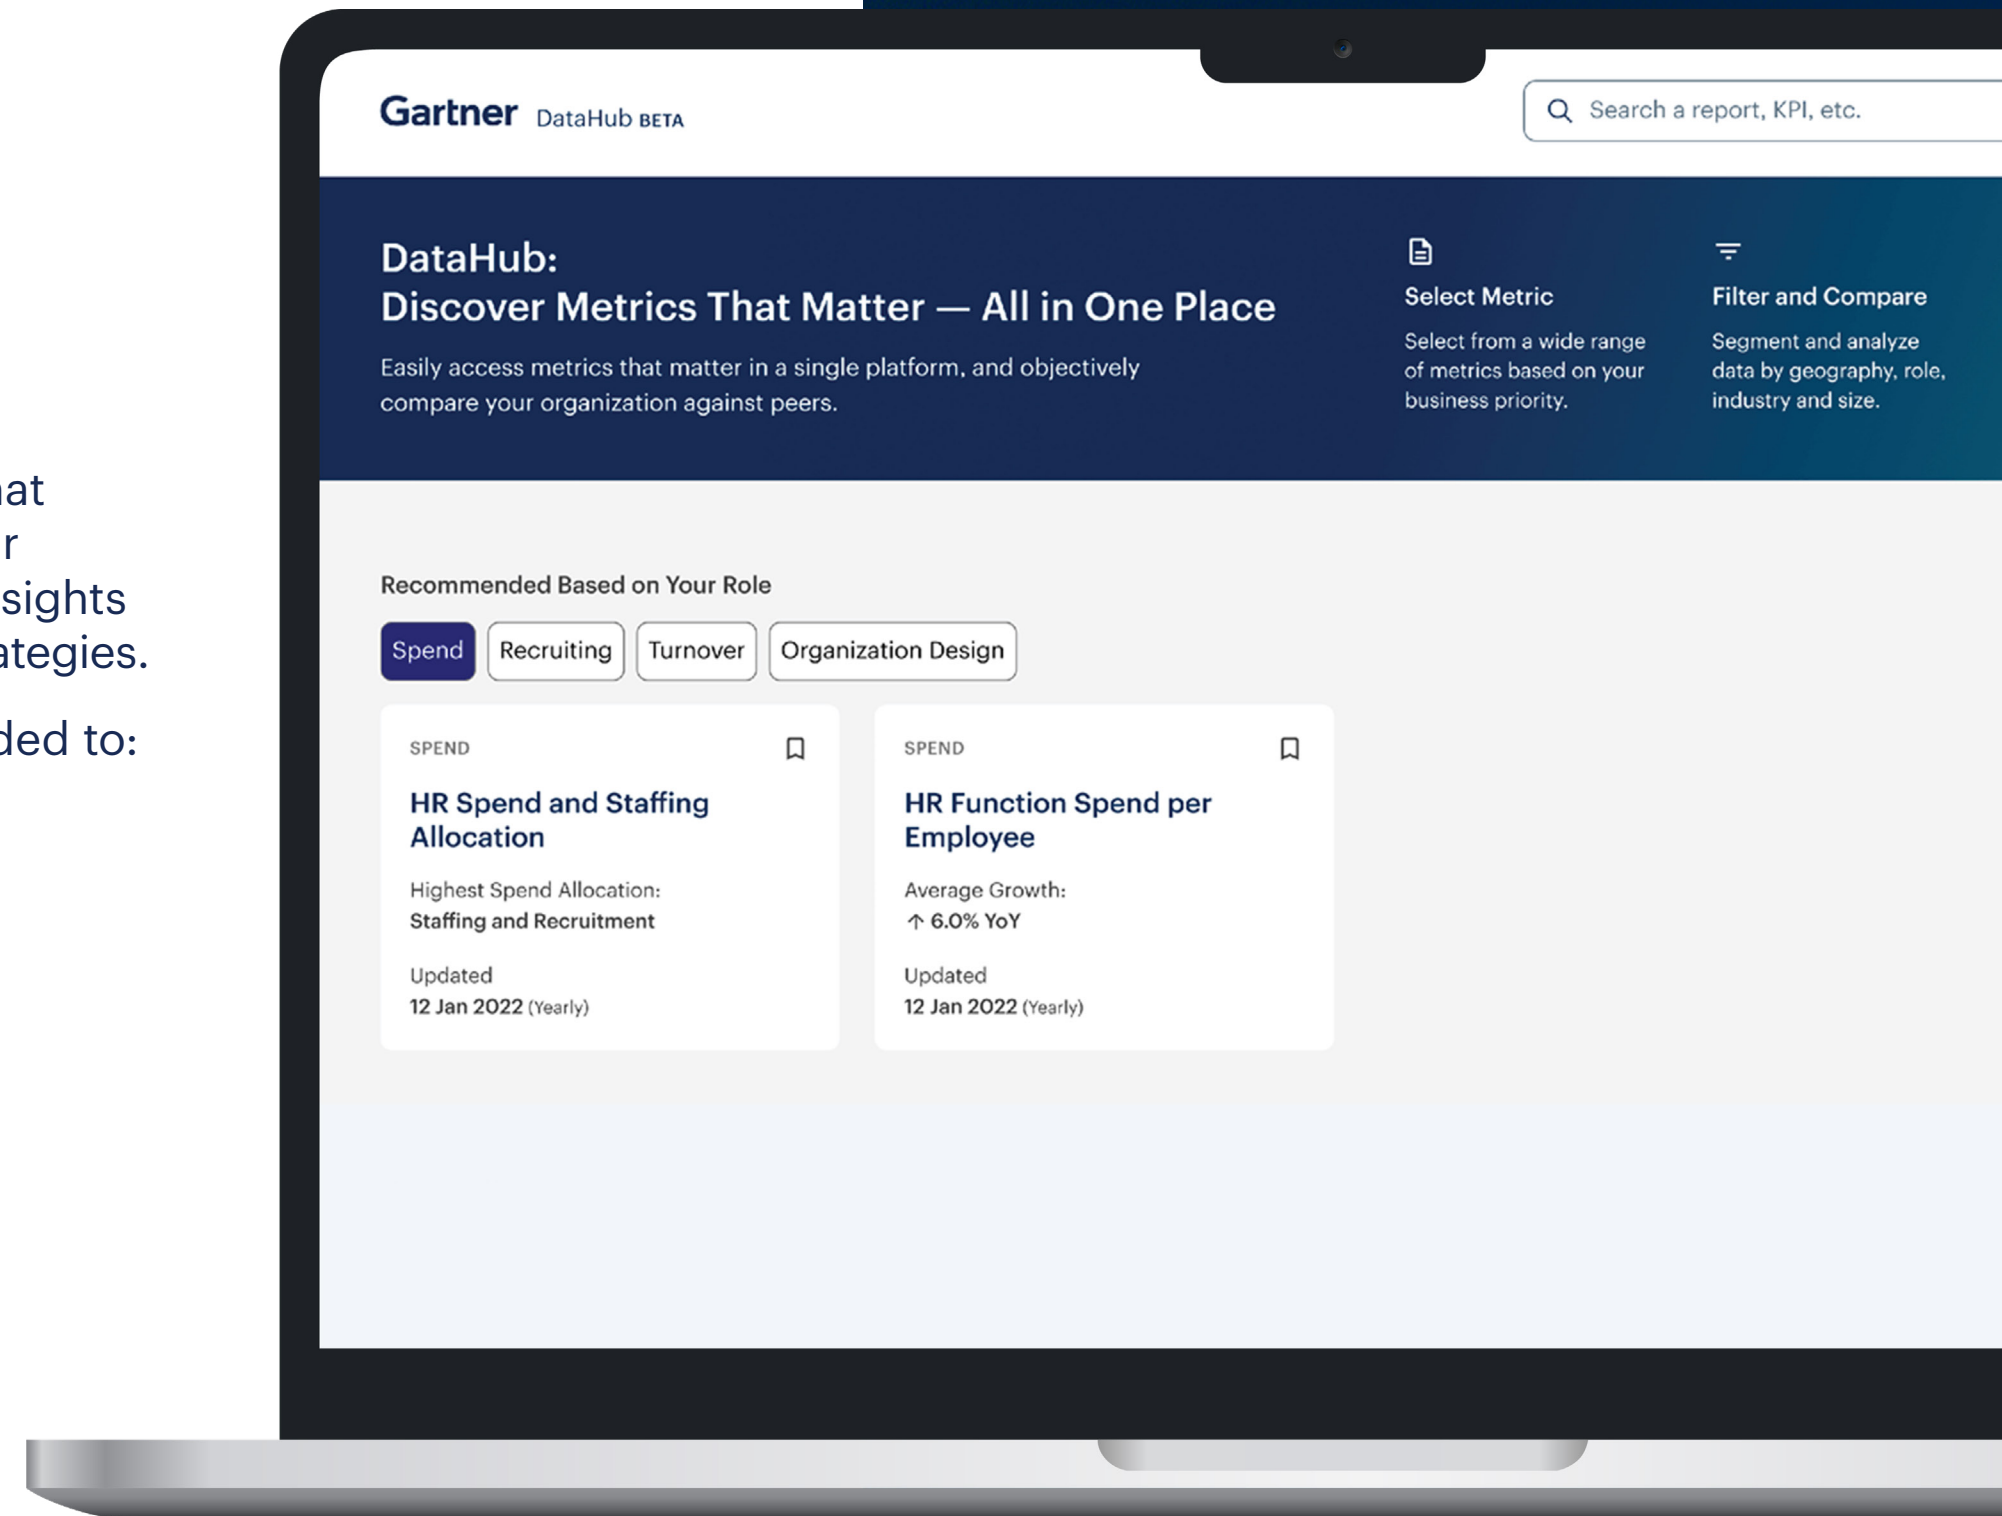 Gartner DataHub BETA
Search a report, KPI, etc.
DataHub:
Discover Metrics That Matter — All in One Place
Easily access metrics that matter in a single platform, and objectively
compare your organization against peers.
Select Metric
Select from a wide range
of metrics based on your
business priority.
Filter and Compare
Segment and analyze
data by geography, role,
industry and size.
Recommended Based on Your Role
Spend Recruiting Turnover Organization Design
SPEND
HR Spend and Staffing
Allocation
Highest Spend Allocation:
Staffing and Recruitment
Updated
12 Jan 2022 (Yearly)
SPEND
HR Function Spend per
Employee
Average Growth:
↑ 6.0% YoY
Updated
12 Jan 2022 (Yearly)
to: